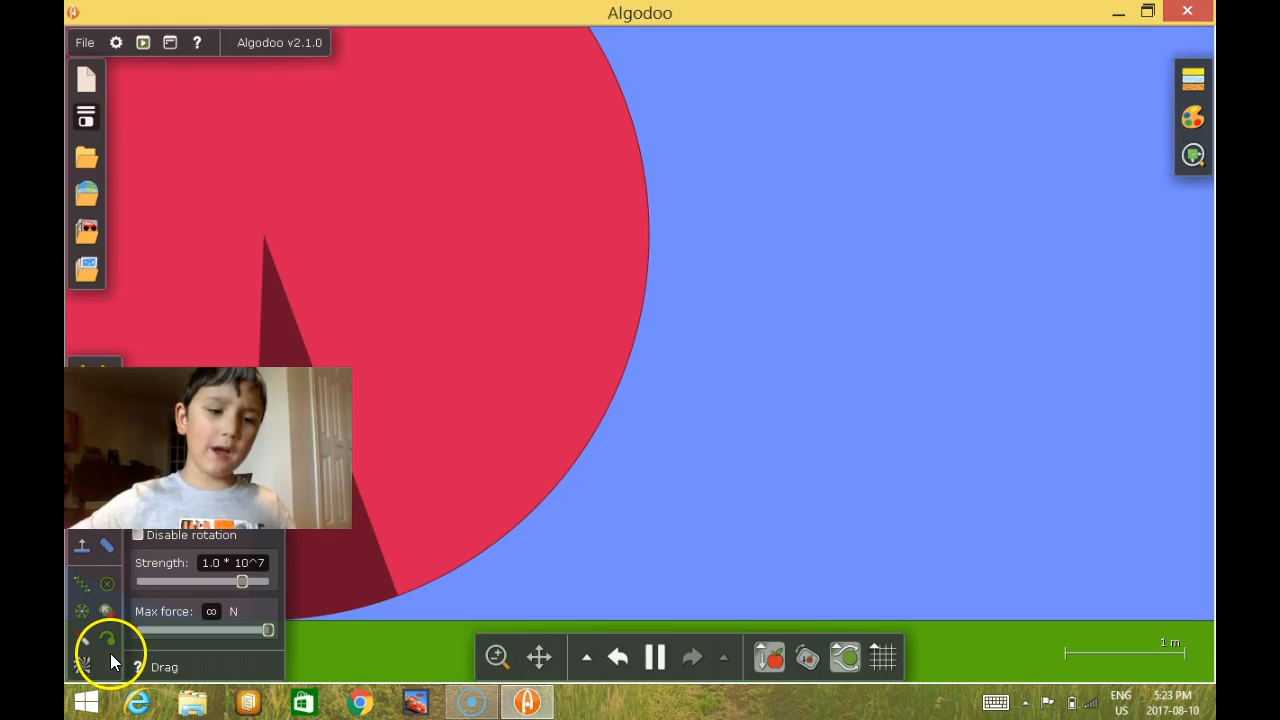 Algodoo
File ? Algodoo v2.1.0
Disable rotation
Strength: 1.0 * 10^7
Max force: ∞ N
? Drag
1 m
ENG 5:23 PM
US 2017-08-10